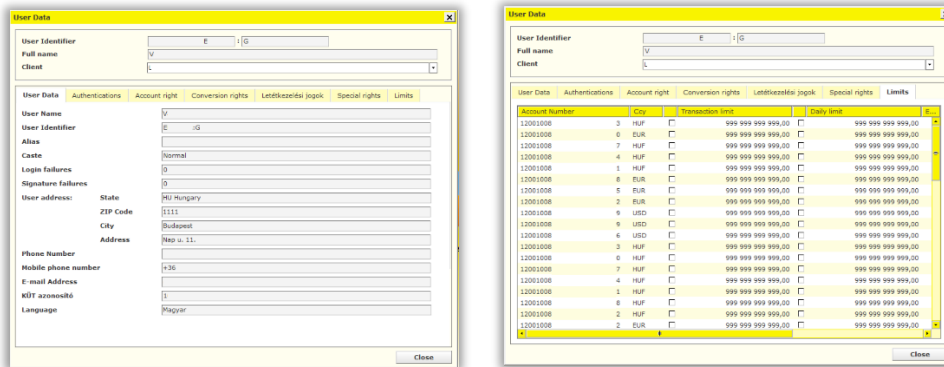 User Data
User Identifier E : G
Full name V
Client L
User Data Authentications Account right Conversion rights Letétkezelési jogok Special rights Limits
User Name V
User Identifier E :G
Alias
Caste Normal
Login failures 0
Signature failures 0
User address: State HU Hungary
ZIP Code 1111
City Budapest
Address Nap u. 11.
Phone Number
Mobile phone number +36
E-mail Address
KÜT azonosító 1
Language Magyar
Close
User Data
User Identifier E : G
Full name V
Client L
User Data Authentications Account right Conversion rights Letétkezelési jogok Special rights Limits
Account Number Ccy Transaction limit Daily limit E...
12001008 3 HUF 999 999 999 999,00 999 999 999 999,00
12001008 0 EUR 999 999 999 999,00 999 999 999 999,00
12001008 7 HUF 999 999 999 999,00 999 999 999 999,00
12001008 4 HUF 999 999 999 999,00 999 999 999 999,00
12001008 1 HUF 999 999 999 999,00 999 999 999 999,00
12001008 8 EUR 999 999 999 999,00 999 999 999 999,00
12001008 5 EUR 999 999 999 999,00 999 999 999 999,00
12001008 2 EUR 999 999 999 999,00 999 999 999 999,00
12001008 9 USD 999 999 999 999,00 999 999 999 999,00
12001008 9 USD 999 999 999 999,00 999 999 999 999,00
12001008 6 USD 999 999 999 999,00 999 999 999 999,00
12001008 3 HUF 999 999 999 999,00 999 999 999 999,00
12001008 0 HUF 999 999 999 999,00 999 999 999 999,00
12001008 7 HUF 999 999 999 999,00 999 999 999 999,00
12001008 4 HUF 999 999 999 999,00 999 999 999 999,00
12001008 1 HUF 999 999 999 999,00 999 999 999 999,00
12001008 8 HUF 999 999 999 999,00 999 999 999 999,00
12001008 2 HUF 999 999 999 999,00 999 999 999 999,00
12001008 2 EUR 999 999 999 999,00 999 999 999 999,00
Close